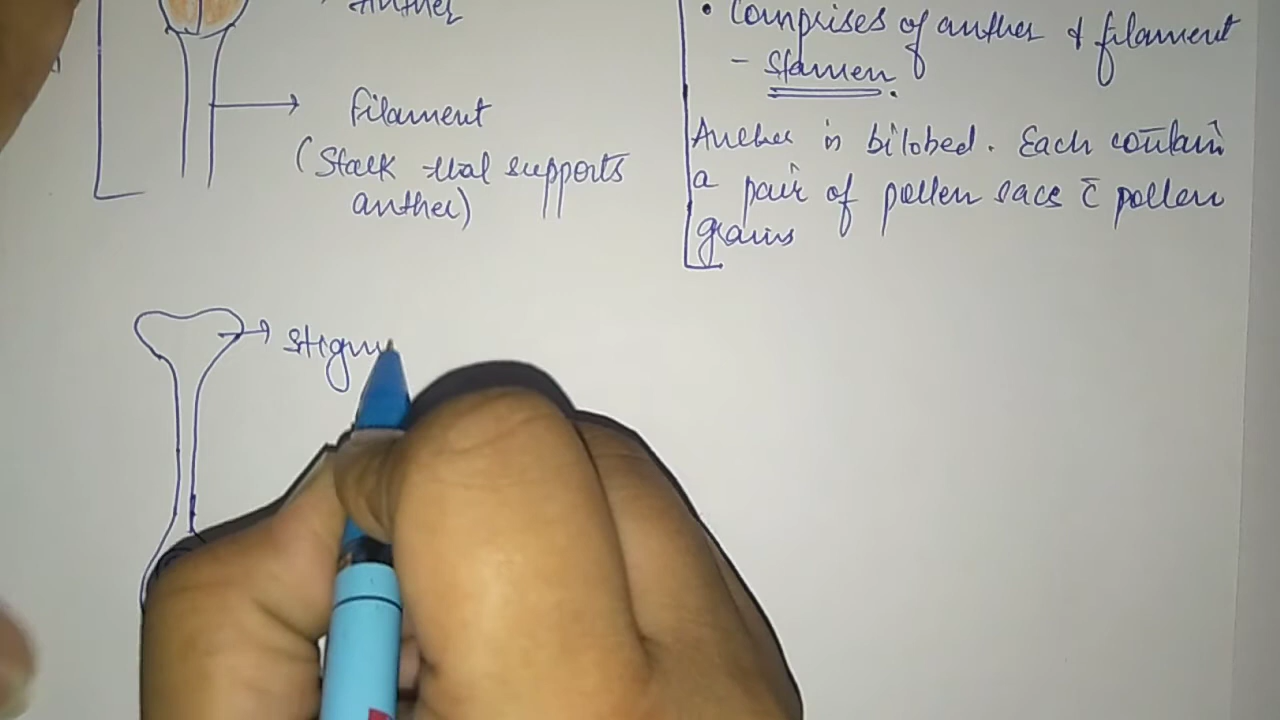 Anther
filament
(Stalk that supports
anther)
• Comprises of anther & filament
- Stamen.
Anther is bilobed. Each contain
a pair of pollen sacs c̄ pollen
grains
stigm